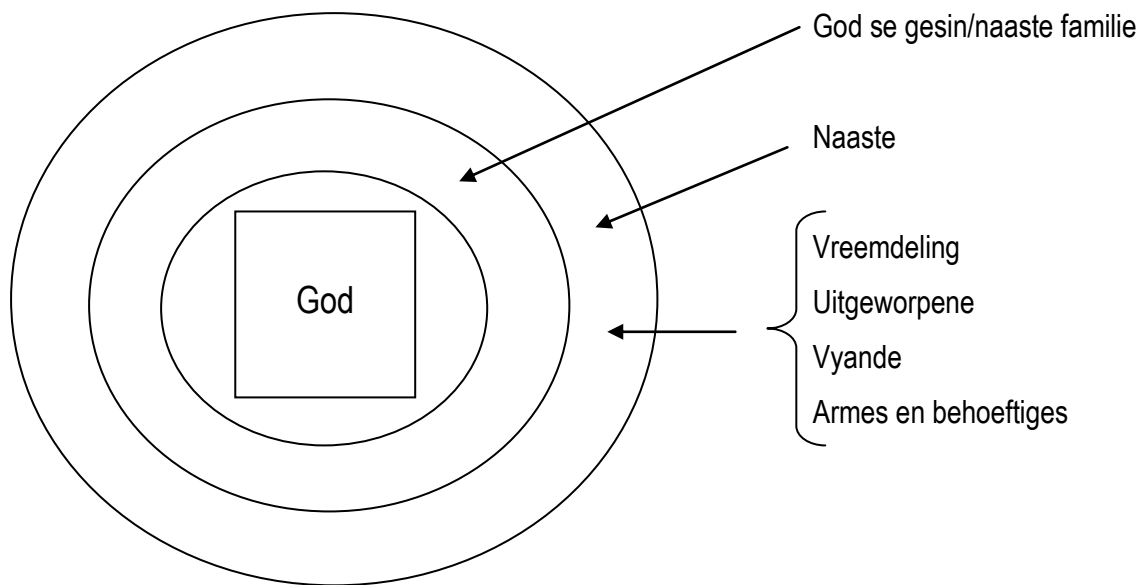 God se gesin/naaste familie
Naaste
God
Vreemdeling
Uitgeworpene
Vyande
Armes en behoeftiges